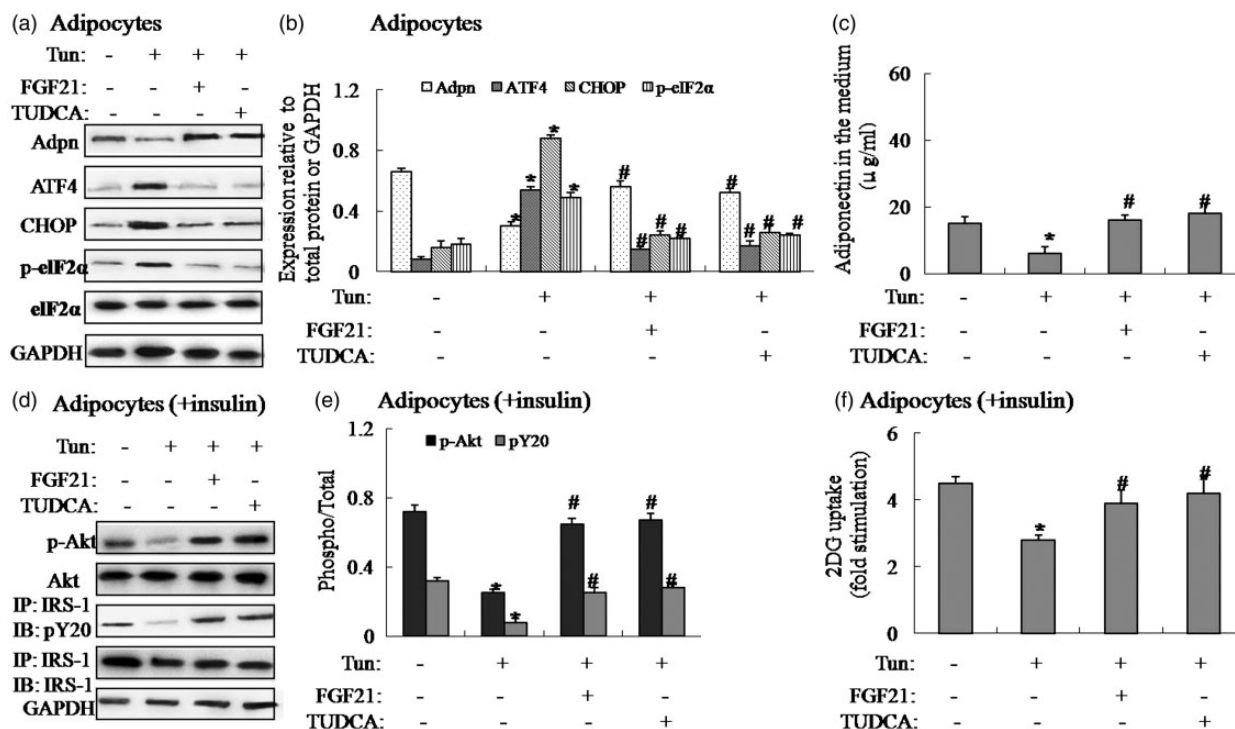 (a) Adipocytes
Tun: - + + +
FGF21: - - + -
TUDCA: - - - +
Adpn
ATF4
CHOP
p-eIF2α
eIF2α
GAPDH
(b) Adipocytes
Expression relative to
total protein or GAPDH
1.2
0.8
0.4
0
Adpn ATF4 CHOP p-eIF2α
* * * *
# # # #
# # # #
Tun: - + + +
FGF21: - - + -
TUDCA: - - - +
(c)
Adiponectin in the medium
(μ g/ml)
60
40
20
0
* # #
Tun: - + + +
FGF21: - - + -
TUDCA: - - - +
(d) Adipocytes (+insulin)
Tun: - + + +
FGF21: - - + -
TUDCA: - - - +
p-Akt
Akt
IP: IRS-1
IB: pY20
IP: IRS-1
IB: IRS-1
GAPDH
(e) Adipocytes (+insulin)
Phospho/Total
1.2
0.8
0.4
0
p-Akt pY20
* *
# #
# #
Tun: - + + +
FGF21: - - + -
TUDCA: - - - +
(f) Adipocytes (+insulin)
2DG uptake
(fold stimulation)
6
4
2
0
* # #
Tun: - + + +
FGF21: - - + -
TUDCA: - - - +